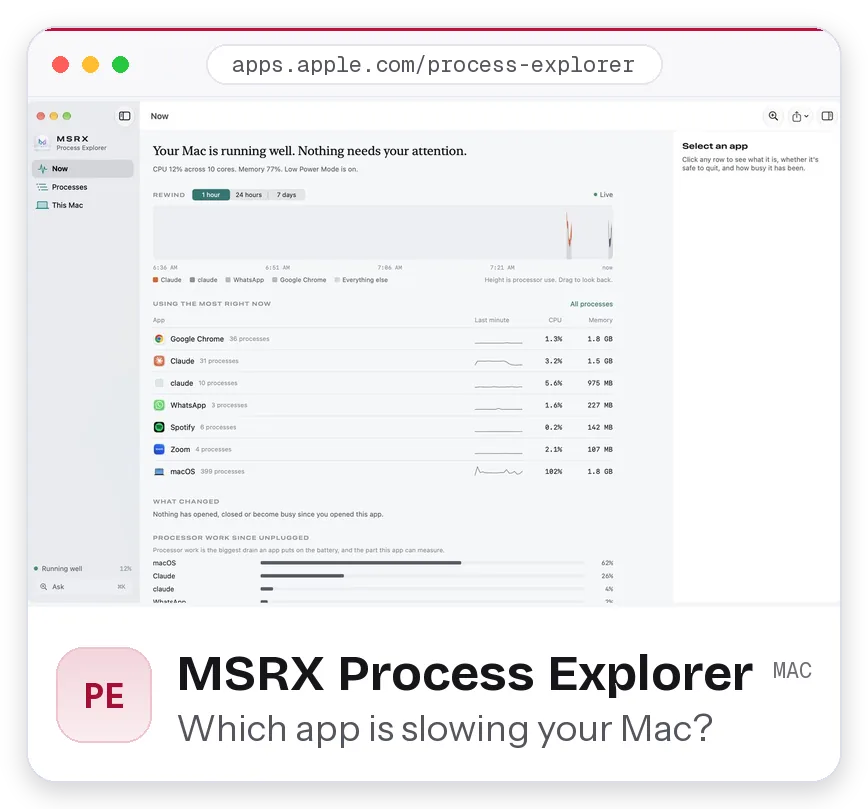 apps.apple.com/process-explorer
MSRX
Process Explorer
Now
Processes
This Mac
Running well 13%
Ask ⌘K
Now
Your Mac is running well. Nothing needs your attention.
CPU 12% across 10 cores. Memory 77%. Low Power Mode is on.
REWIND 1 hour 24 hours 7 days Live
6:36 AM 6:51 AM 7:06 AM 7:21 AM now
Claude claude WhatsApp Google Chrome Everything else Height is processor use. Drag to look back.
USING THE MOST RIGHT NOW All processes
App Last minute CPU Memory
Google Chrome 36 processes 1.3% 1.8 GB
Claude 31 processes 3.2% 1.5 GB
claude 10 processes 5.6% 975 MB
WhatsApp 3 processes 1.6% 227 MB
Spotify 6 processes 0.2% 142 MB
Zoom 4 processes 2.1% 107 MB
macOS 399 processes 102% 1.8 GB
WHAT CHANGED
Nothing has opened, closed or become busy since you opened this app.
PROCESSOR WORK SINCE UNPLUGGED
Processor work is the biggest drain an app puts on the battery, and the part this app can measure.
macOS 62%
Claude 26%
claude 4%
WhatsApp 2%
Select an app
Click any row to see what it is, whether it's
safe to quit, and how busy it has been.
PE
MSRX Process Explorer MAC
Which app is slowing your Mac?